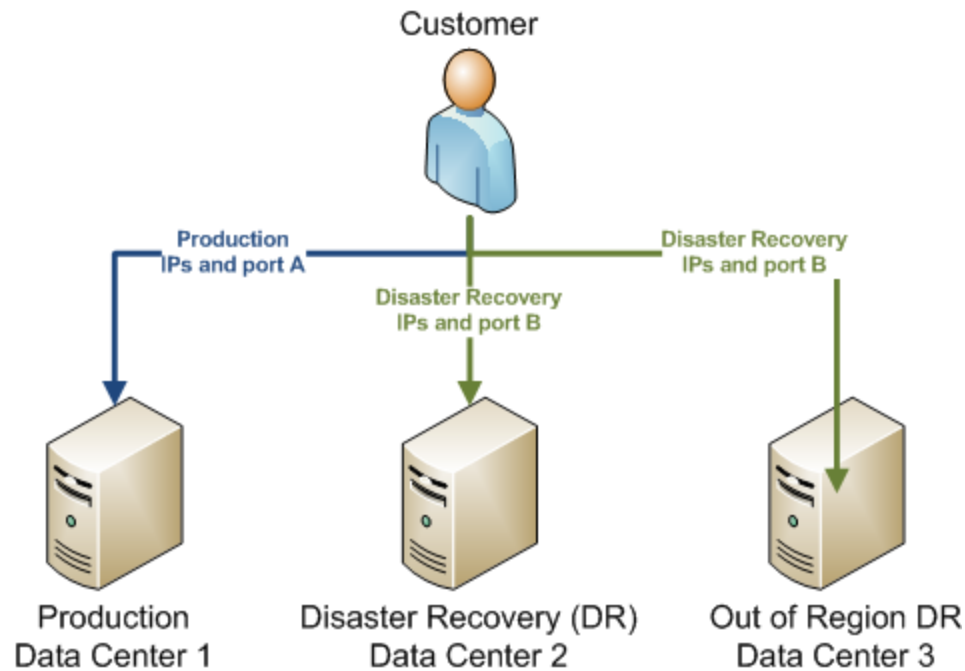 Customer
Production
IPs and port A
Disaster Recovery
IPs and port B
Disaster Recovery
IPs and port B
Production
Data Center 1
Disaster Recovery (DR)
Data Center 2
Out of Region DR
Data Center 3